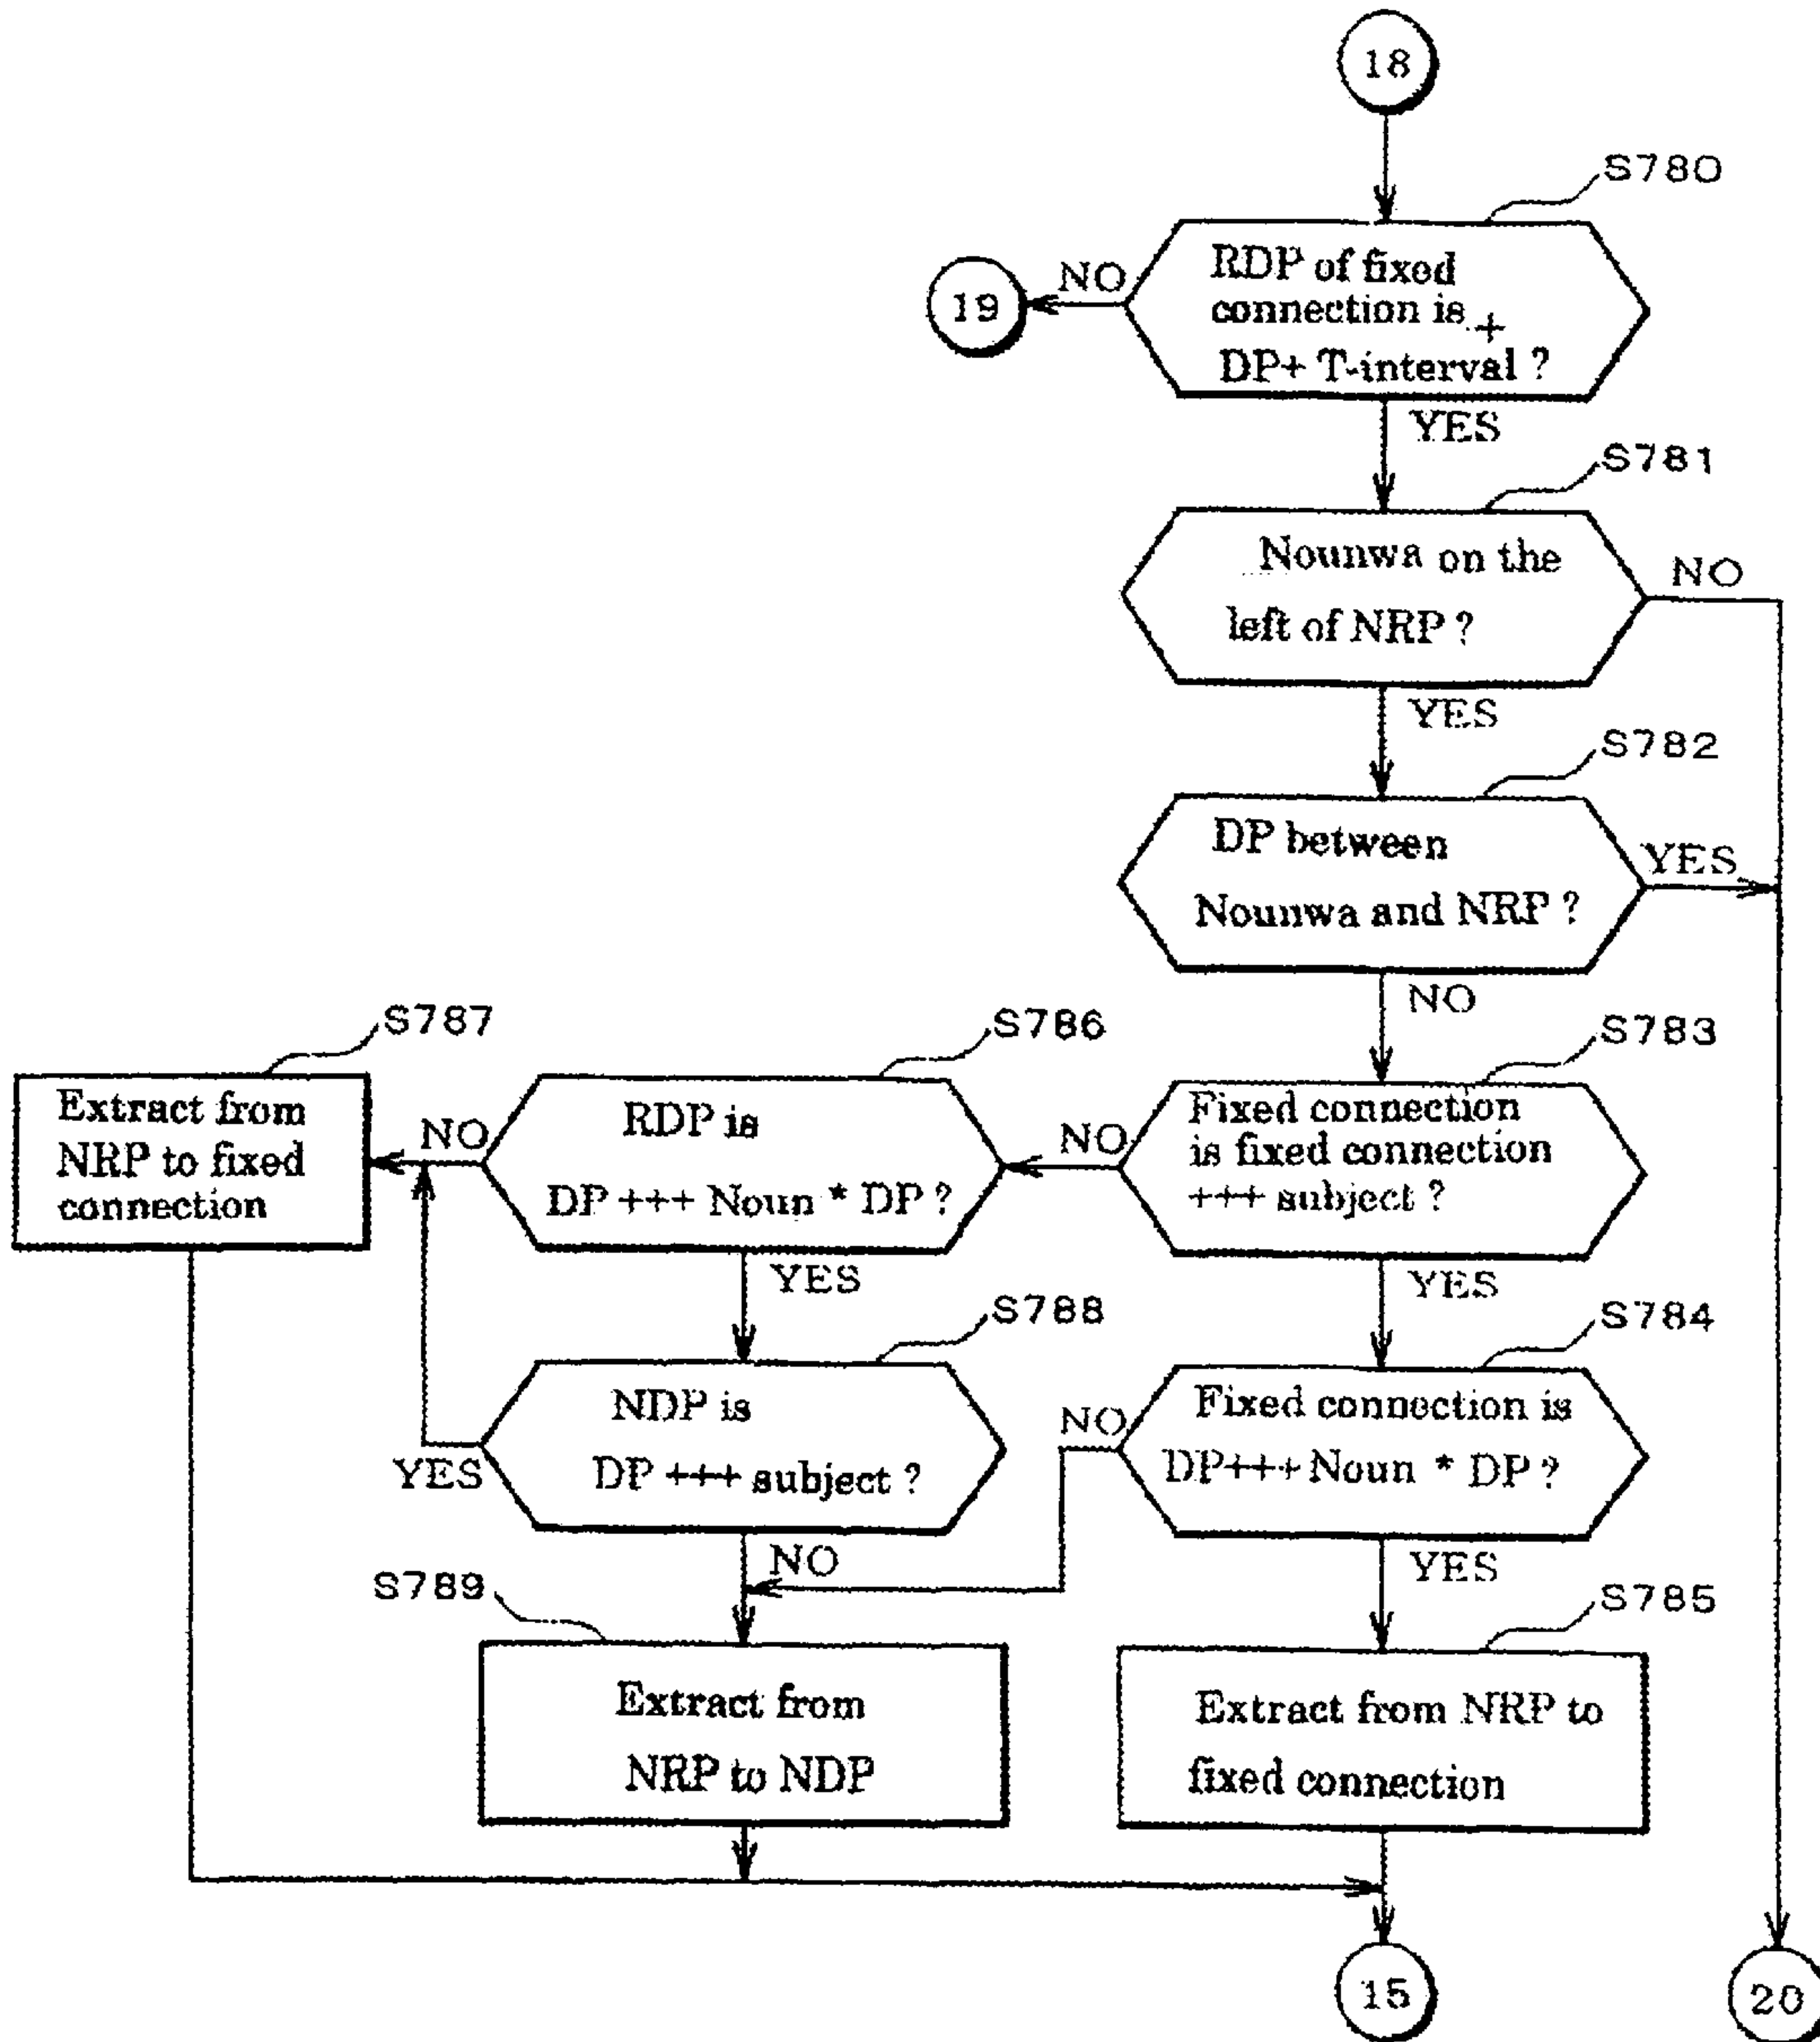 18
S780
RDP of fixed
connection is +
DP+ T-interval ?
NO
19
YES
S781
Nounwa on the
left of NRP ?
NO
YES
S782
DP between
Nounwa and NRP ?
YES
NO
S787
S786
S783
Extract from
NRP to fixed
connection
NO
RDP is
DP +++ Noun * DP ?
NO
Fixed connection
is fixed connection
+++ subject ?
YES
YES
S788
S784
NDP is
DP +++ subject ?
YES
NO
Fixed connection is
DP+++ Noun * DP ?
NO
YES
S789
S785
Extract from
NRP to NDP
Extract from NRP to
fixed connection
15
20